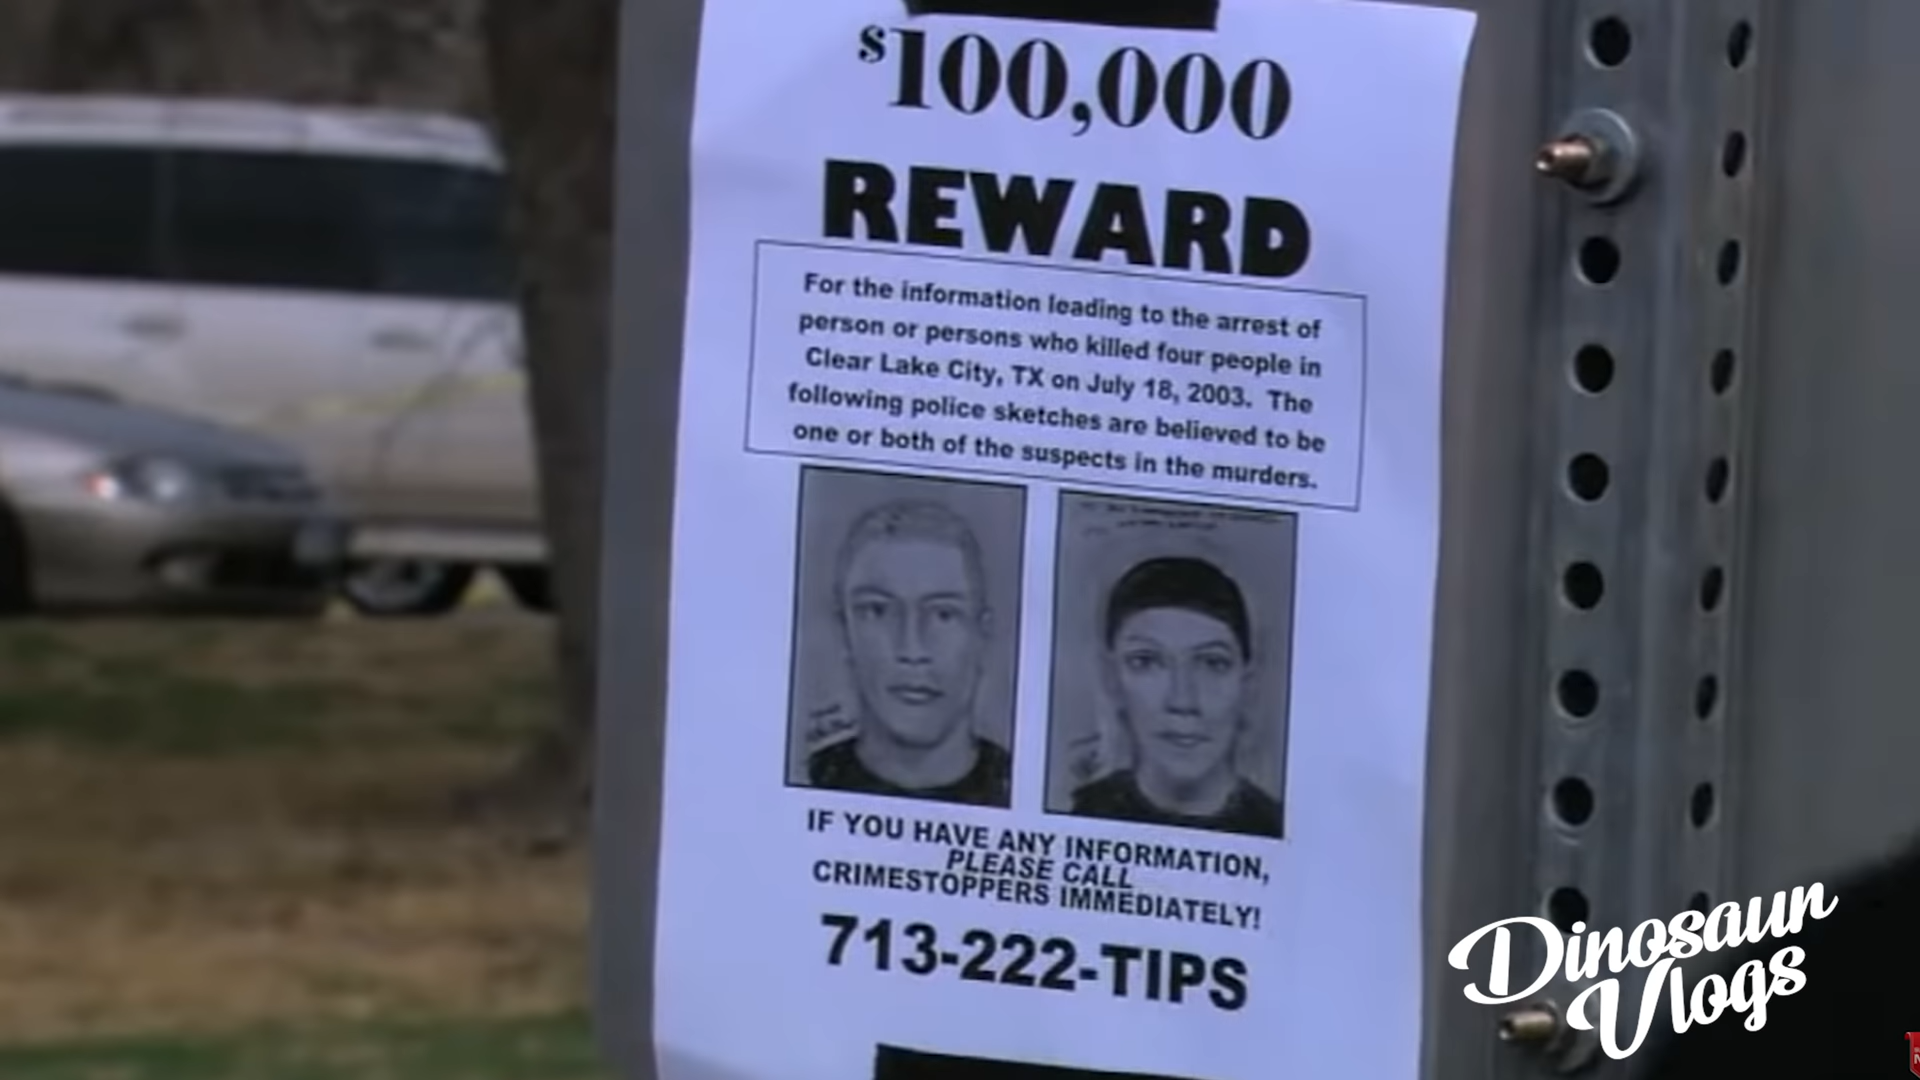 $100,000
REWARD
For the information leading to the arrest of
person or persons who killed four people in
Clear Lake City, TX on July 18, 2003. The
following police sketches are believed to be
one or both of the suspects in the murders.
IF YOU HAVE ANY INFORMATION,
PLEASE CALL
CRIMESTOPPERS IMMEDIATELY!
713-222-TIPS
Dinosaur
Vlogs